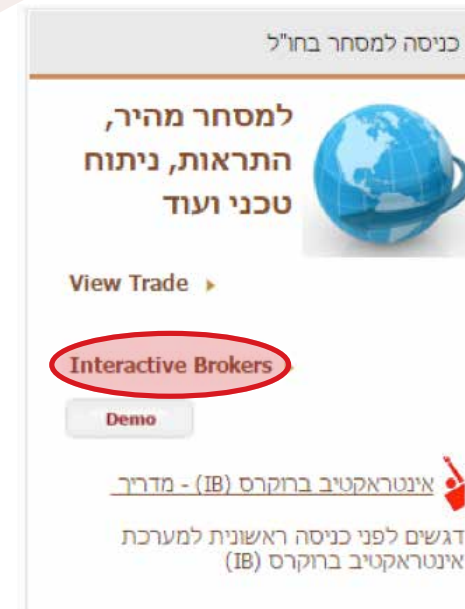 כניסה למסחר בחו"ל
למסחר מהיר,
התראות, ניתוח
טכני ועוד
View Trade
Interactive Brokers
Demo
אינטראקטיב ברוקרס (IB) - מדריך
דגשים לפני כניסה ראשונית למערכת
אינטראקטיב ברוקרס (IB)